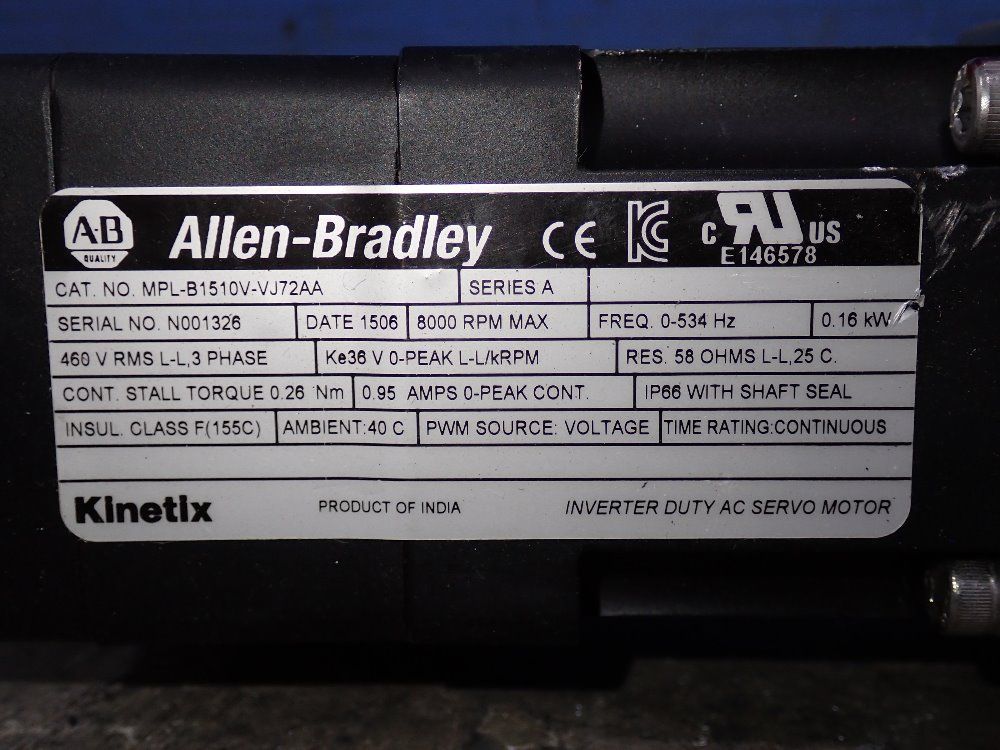 A-B QUALITY Allen-Bradley CE KC c RU US
E146578
CAT. NO. MPL-B1510V-VJ72AA SERIES A
SERIAL NO. N001326 DATE 1506 8000 RPM MAX FREQ. 0-534 Hz 0.16 kW
460 V RMS L-L,3 PHASE Ke36 V 0-PEAK L-L/kRPM RES. 58 OHMS L-L,25 C.
CONT. STALL TORQUE 0.26 Nm 0.95 AMPS 0-PEAK CONT. IP66 WITH SHAFT SEAL
INSUL. CLASS F(155C) AMBIENT:40 C PWM SOURCE: VOLTAGE TIME RATING:CONTINUOUS
Kinetix PRODUCT OF INDIA INVERTER DUTY AC SERVO MOTOR